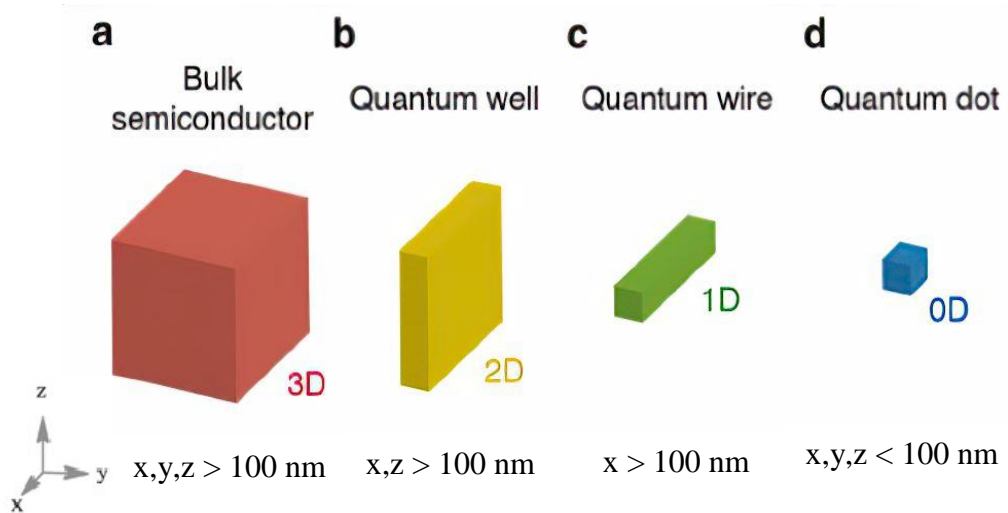 a
Bulk
semiconductor
3D
x,y,z > 100 nm
b
Quantum well
2D
x,z > 100 nm
c
Quantum wire
1D
x > 100 nm
d
Quantum dot
0D
x,y,z < 100 nm
z
y
x